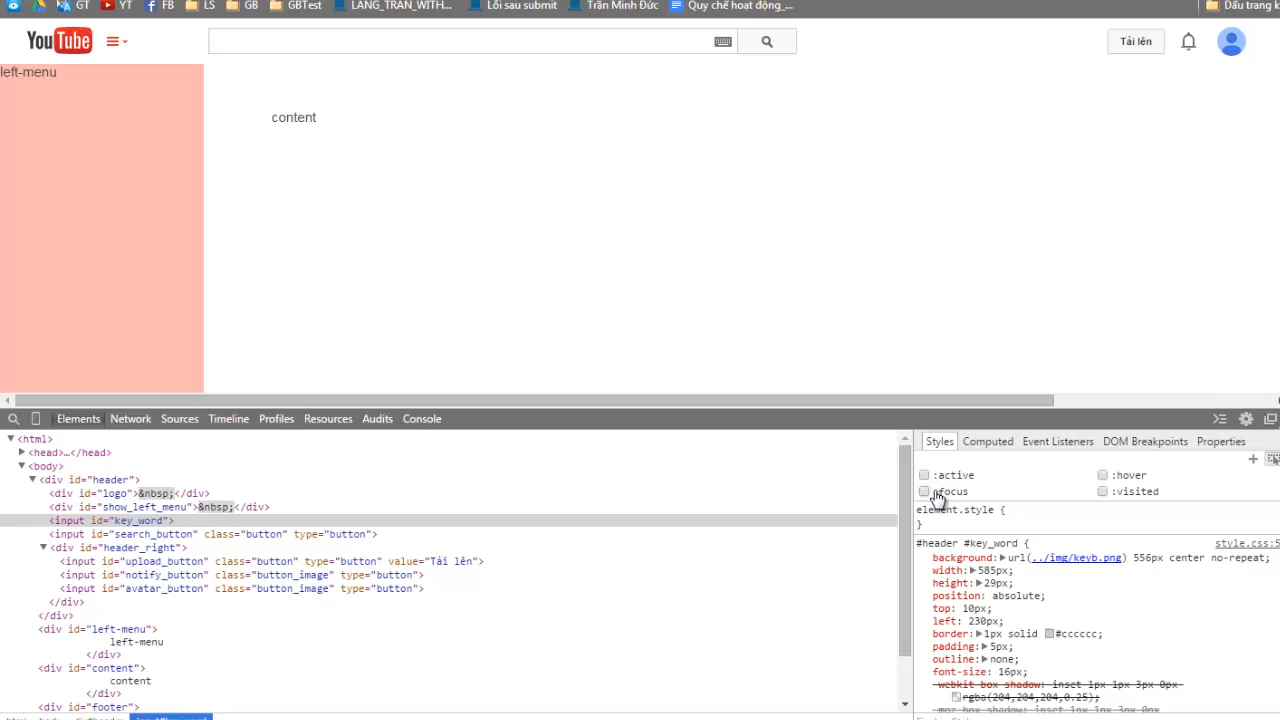 GT YT FB LS GB GBTest LANG_TRAN_WITH... Lỗi sau submit Trần Minh Đức Quy chế hoạt động_... Dấu trang k
YouTube Tải lên
left-menu
content
Elements Network Sources Timeline Profiles Resources Audits Console
<html>
<head>…</head>
<body>
<div id="header">
<div id="logo">&nbsp;</div>
<div id="show_left_menu">&nbsp;</div>
<input id="key_word">
<input id="search_button" class="button" type="button">
<div id="header_right">
<input id="upload_button" class="button" type="button" value="Tải lên">
<input id="notify_button" class="button_image" type="button">
<input id="avatar_button" class="button_image" type="button">
</div>
</div>
<div id="left-menu">
left-menu
</div>
<div id="content">
content
</div>
<div id="footer">
Styles Computed Event Listeners DOM Breakpoints Properties
:active :hover
:focus :visited
element.style {
}
#header #key_word { style.css:5
background: url(../img/keyb.png) 556px center no-repeat;
width: 585px;
height: 29px;
position: absolute;
top: 10px;
left: 230px;
border: 1px solid #cccccc;
padding: 5px;
outline: none;
font-size: 16px;
-webkit-box-shadow: inset 1px 1px 3px 0px
rgba(204,204,204,0.25);
-moz-box-shadow: inset 1px 1px 3px 0px